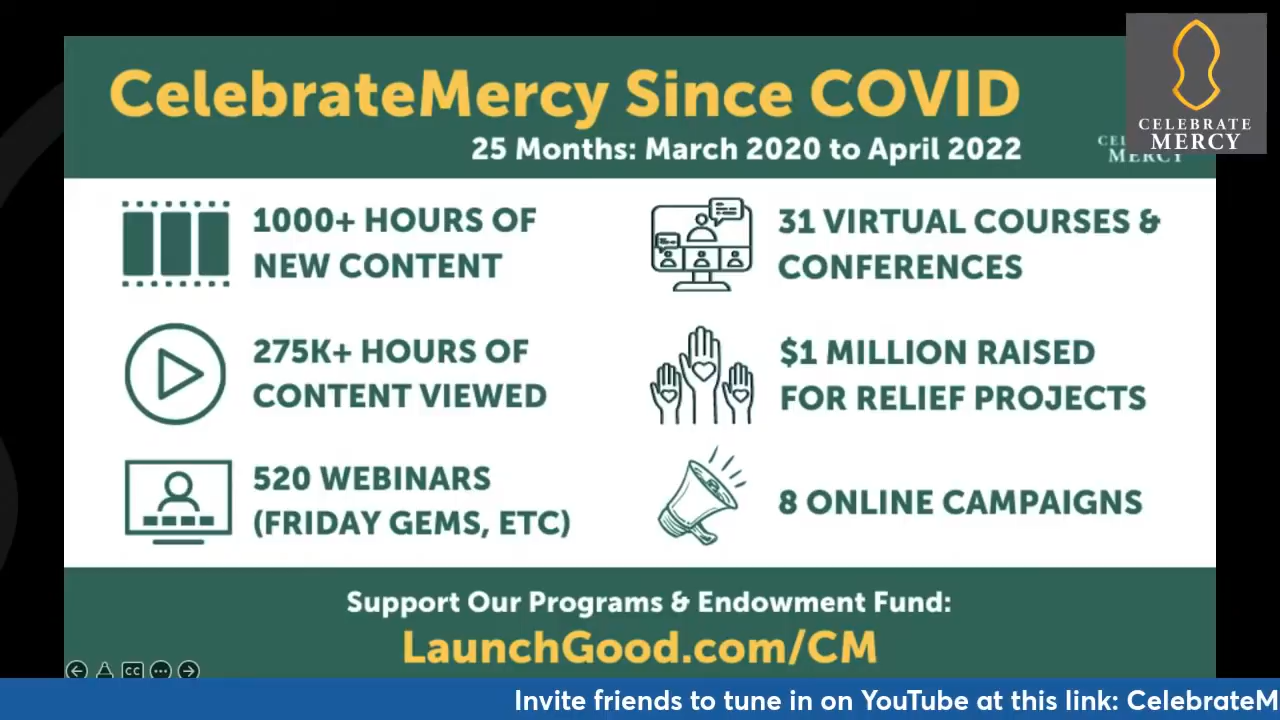 CelebrateMercy Since COVID
25 Months: March 2020 to April 2022
CELEBRATE
MERCY
MERCY
1000+ HOURS OF
NEW CONTENT
31 VIRTUAL COURSES &
CONFERENCES
275K+ HOURS OF
CONTENT VIEWED
$1 MILLION RAISED
FOR RELIEF PROJECTS
520 WEBINARS
(FRIDAY GEMS, ETC)
8 ONLINE CAMPAIGNS
Support Our Programs & Endowment Fund:
LaunchGood.com/CM
CC
Invite friends to tune in on YouTube at this link: CelebrateM